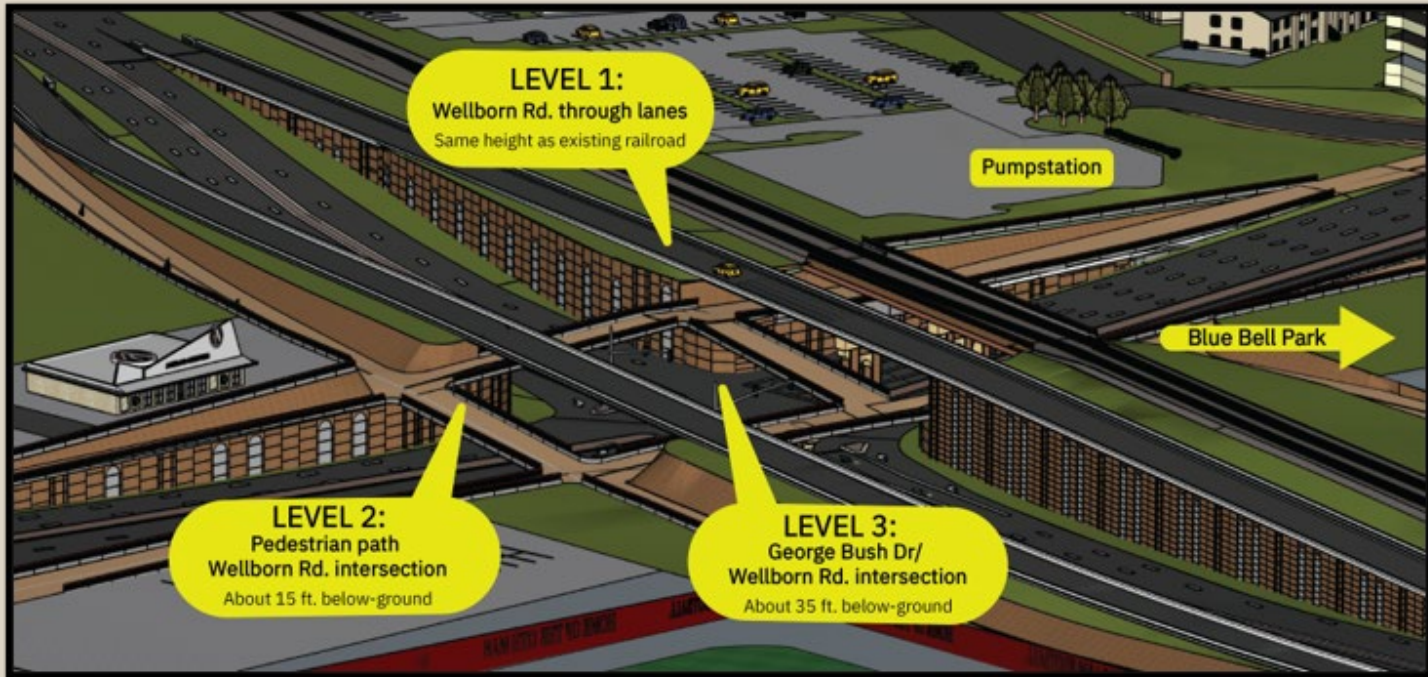 LEVEL 1:
Wellborn Rd. through lanes
Same height as existing railroad
Pumpstation
Blue Bell Park
LEVEL 2:
Pedestrian path
Wellborn Rd. intersection
About 15 ft. below-ground
LEVEL 3:
George Bush Dr/
Wellborn Rd. intersection
About 35 ft. below-ground